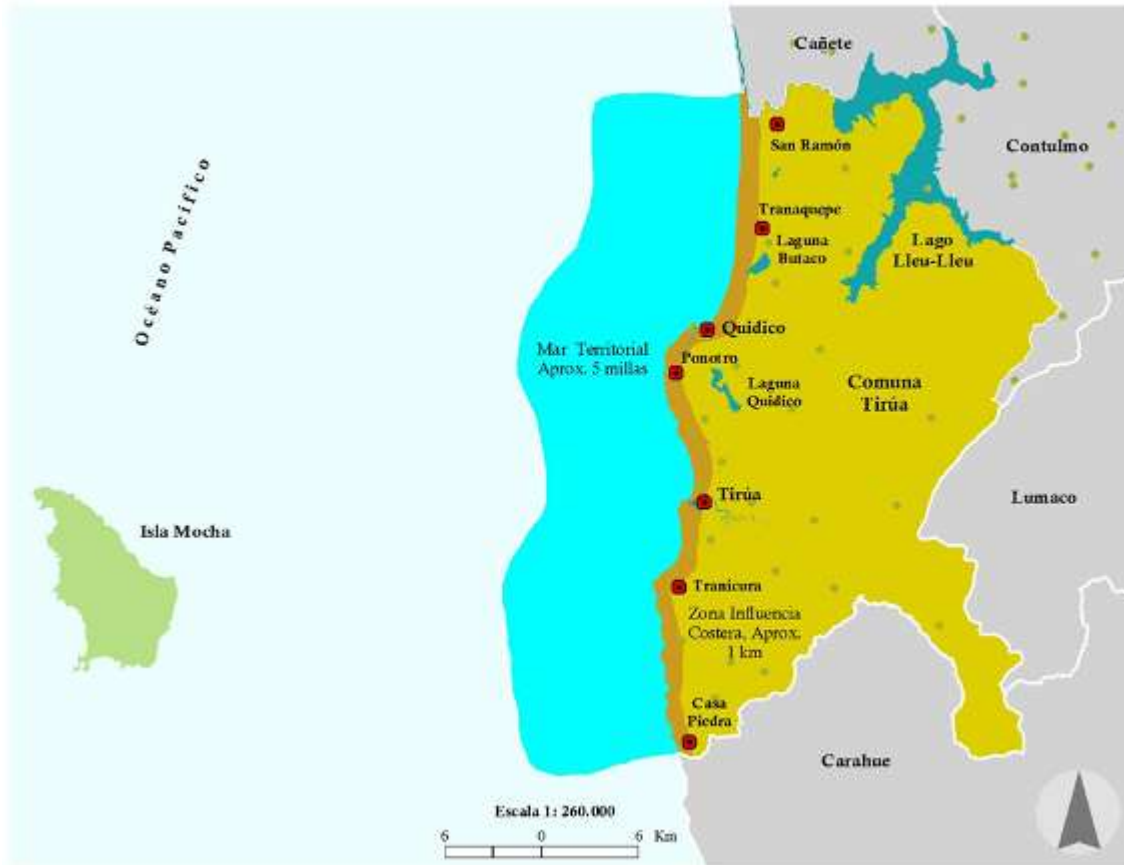 Cañete
San Ramón
Contulmo
Océano Pacifico
Tranaquepe
Laguna
Butaco
Lago
Lleu-Lleu
Quidico
Mar Territorial
Aprox. 5 millas
Ponotro
Laguna
Quidico
Comuna
Tirúa
Tirúa
Lumaco
Isla Mocha
Tranicura
Zona Influencia
Costera, Aprox.
1 km
Casa
Piedra
Carahue
Escala 1: 260.000
6 0 6 Km